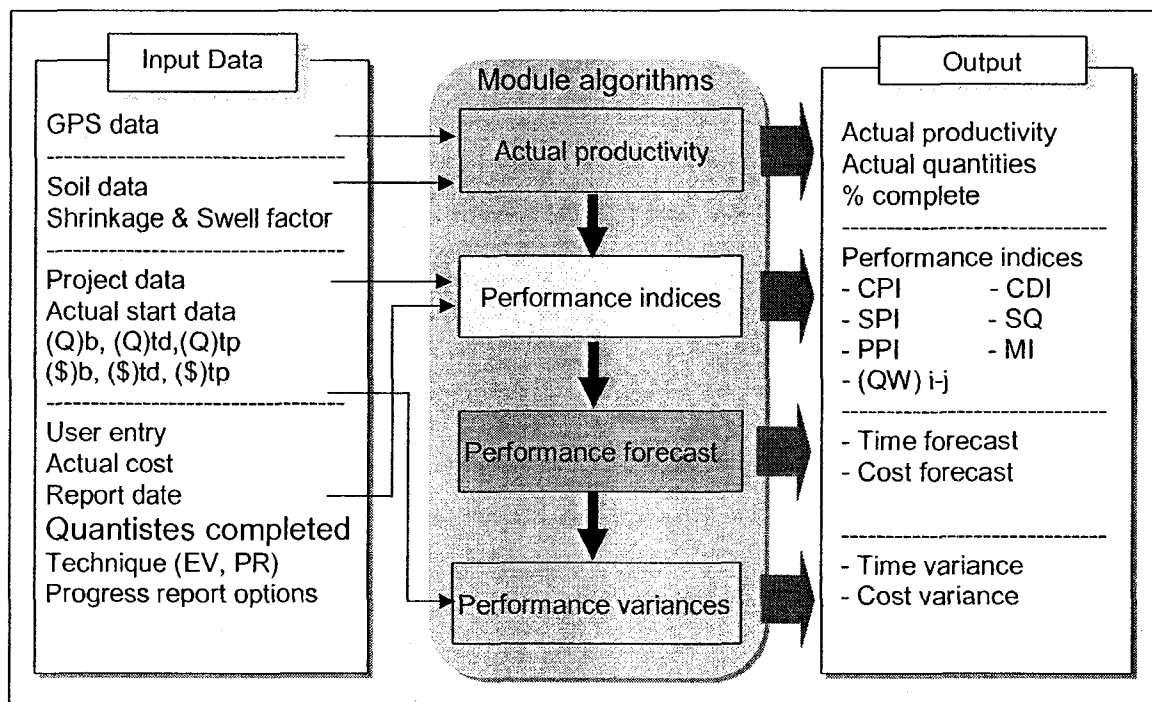 Input Data
GPS data
Soil data
Shrinkage & Swell factor
Project data
Actual start data
(Q)b, (Q)td,(Q)tp
($)b, ($)td, ($)tp
User entry
Actual cost
Report date
Quantistes completed
Technique (EV, PR)
Progress report options
Module algorithms
Actual productivity
Performance indices
Performance forecast
Performance variances
Output
Actual productivity
Actual quantities
% complete
Performance indices
- CPI - CDI
- SPI - SQ
- PPI - MI
- (QW) i-j
- Time forecast
- Cost forecast
- Time variance
- Cost variance